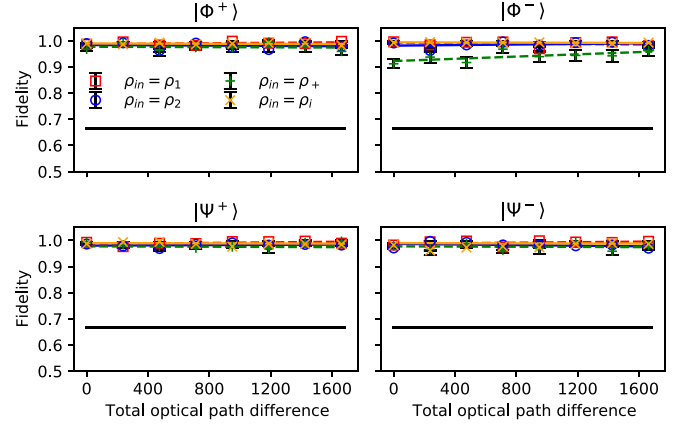 |Φ⁺⟩
|Φ⁻⟩
Fidelity
1.0
0.9
0.8
0.7
0.6
0.5
ρ_in = ρ_1
ρ_in = ρ_2
ρ_in = ρ_+
ρ_in = ρ_i
|Ψ⁺⟩
|Ψ⁻⟩
Fidelity
1.0
0.9
0.8
0.7
0.6
0.5
0 400 800 1200 1600
0 400 800 1200 1600
Total optical path difference
Total optical path difference